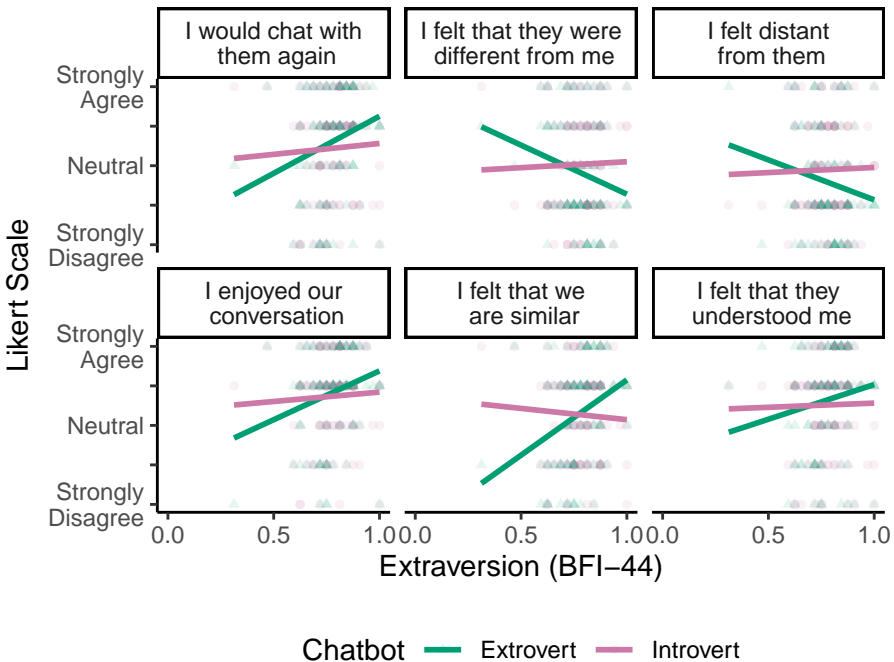 I would chat with
them again
I felt that they were
different from me
I felt distant
from them
Strongly
Agree
Neutral
Strongly
Disagree
I enjoyed our
conversation
I felt that we
are similar
I felt that they
understood me
Strongly
Agree
Neutral
Strongly
Disagree
Likert Scale
0.0 0.5 1.0 0.0 0.5 1.0 0.0 0.5 1.0
Extraversion (BFI−44)
Chatbot Extrovert Introvert